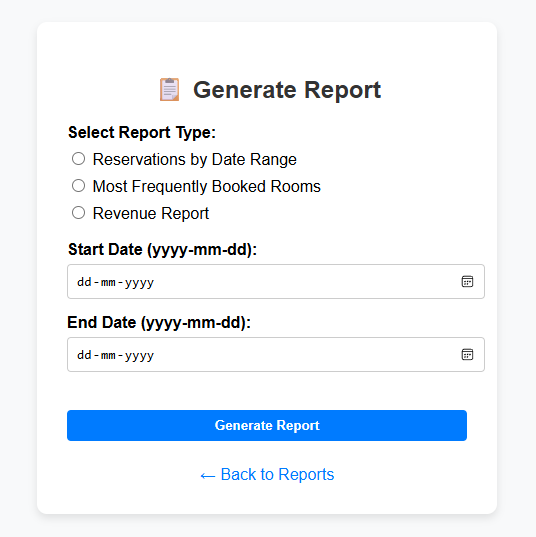 Generate Report
Select Report Type:
Reservations by Date Range
Most Frequently Booked Rooms
Revenue Report
Start Date (yyyy-mm-dd):
dd-mm-yyyy
End Date (yyyy-mm-dd):
dd-mm-yyyy
Generate Report
← Back to Reports